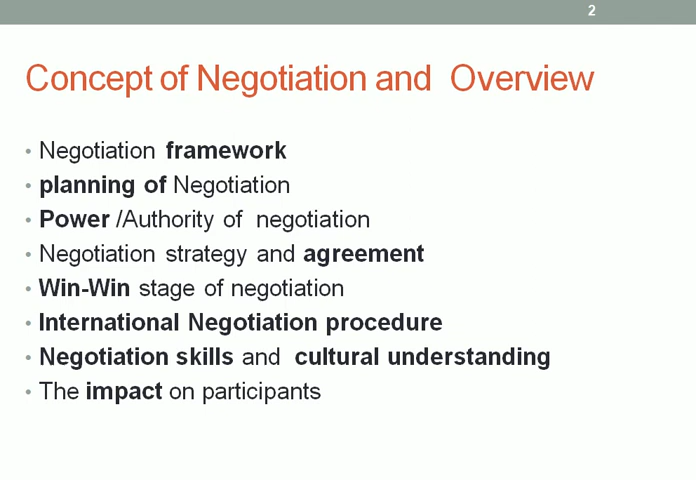 2
Concept of Negotiation and Overview
• Negotiation framework
• planning of Negotiation
• Power /Authority of negotiation
• Negotiation strategy and agreement
• Win-Win stage of negotiation
• International Negotiation procedure
• Negotiation skills and cultural understanding
• The impact on participants